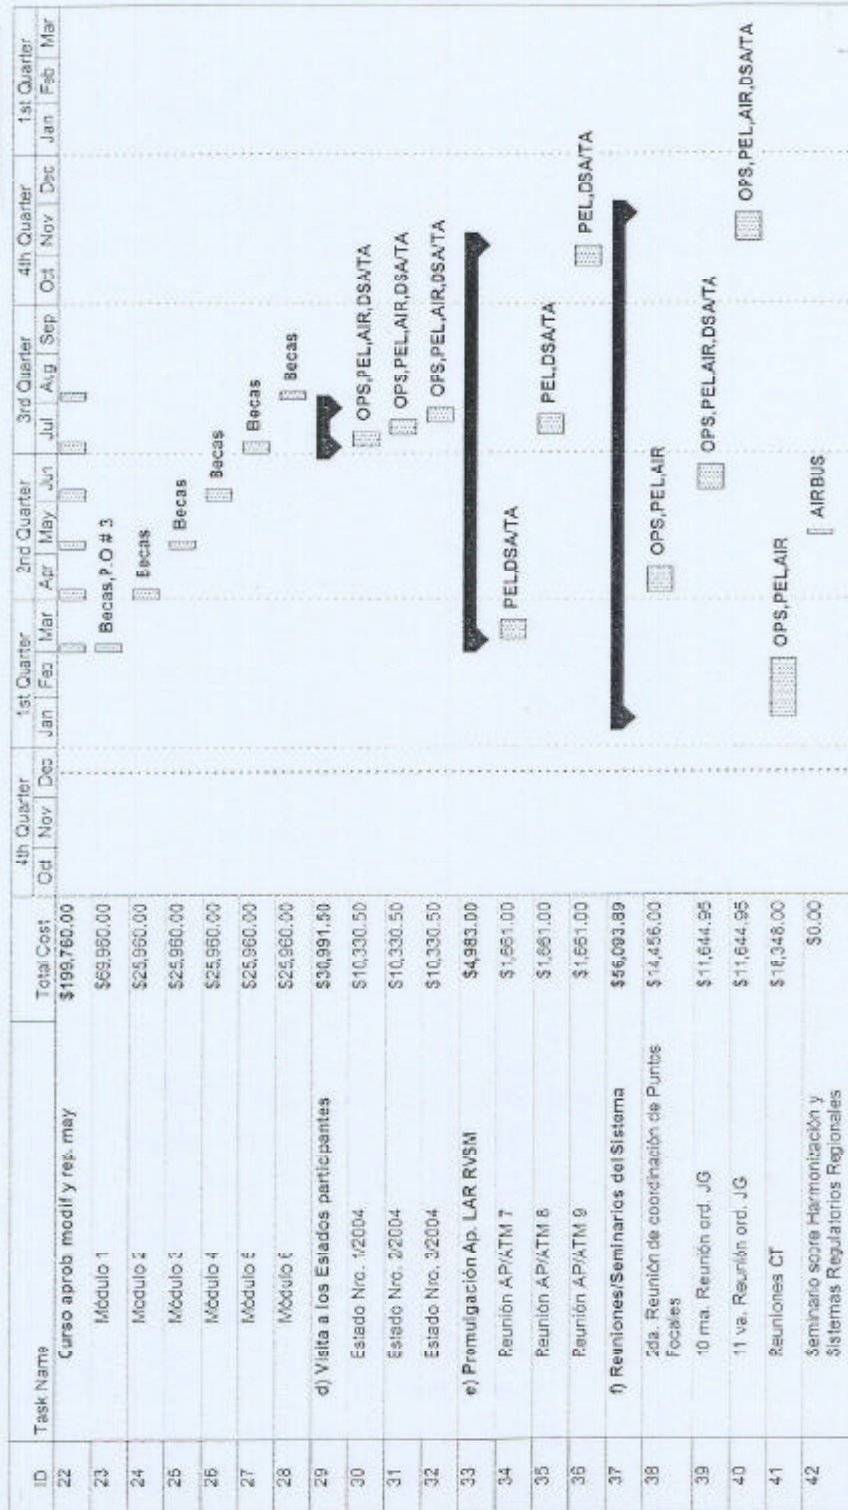 ID Task Name Total Cost
4th Quarter 1st Quarter 2nd Quarter 3rd Quarter 4th Quarter 1st Quarter
Oct Nov Dec Jan Feb Mar Apr May Jun Jul Aug Sep Oct Nov Dec Jan Feb Mar
22 Curso aprob modif y rep. may $199,760.00
23 Módulo 1 $69,960.00 Becas, P.O # 3
24 Módulo 2 $25,960.00 Becas
25 Módulo 3 $25,960.00 Becas
26 Módulo 4 $25,960.00 Becas
27 Módulo 5 $25,960.00 Becas
28 Módulo 6 $25,960.00 Becas
29 d) Visita a los Estados participantes $30,991.50
30 Estado Nro. 1/2004 $10,330.50 OPS,PEL,AIR,DSA/TA
31 Estado Nro. 2/2004 $10,330.50 OPS,PEL,AIR,DSA/TA
32 Estado Nro. 3/2004 $10,330.50 OPS,PEL,AIR,DSA/TA
33 e) Promulgación Ap. LAR RVSM $4,983.00
34 Reunión AP/ATM 7 $1,661.00 PEL,DSA/TA
35 Reunión AP/ATM 8 $1,661.00 PEL,DSA/TA
36 Reunión AP/ATM 9 $1,661.00 PEL,DSA/TA
37 f) Reuniones/Seminarios del Sistema $56,093.89
38 2da. Reunión de coordinación de Puntos $14,456.00 OPS,PEL,AIR
Focales
39 10 ma. Reunión ord. JG $11,644.95 OPS,PEL,AIR,DSA/TA
40 11 va. Reunión ord. JG $11,644.95 OPS,PEL,AIR,DSA/TA
41 Reuniones CT $18,348.00 OPS,PEL,AIR
42 Seminario sobre Harmonización y $0.00 AIRBUS
Sistemas Regulatorios Regionales